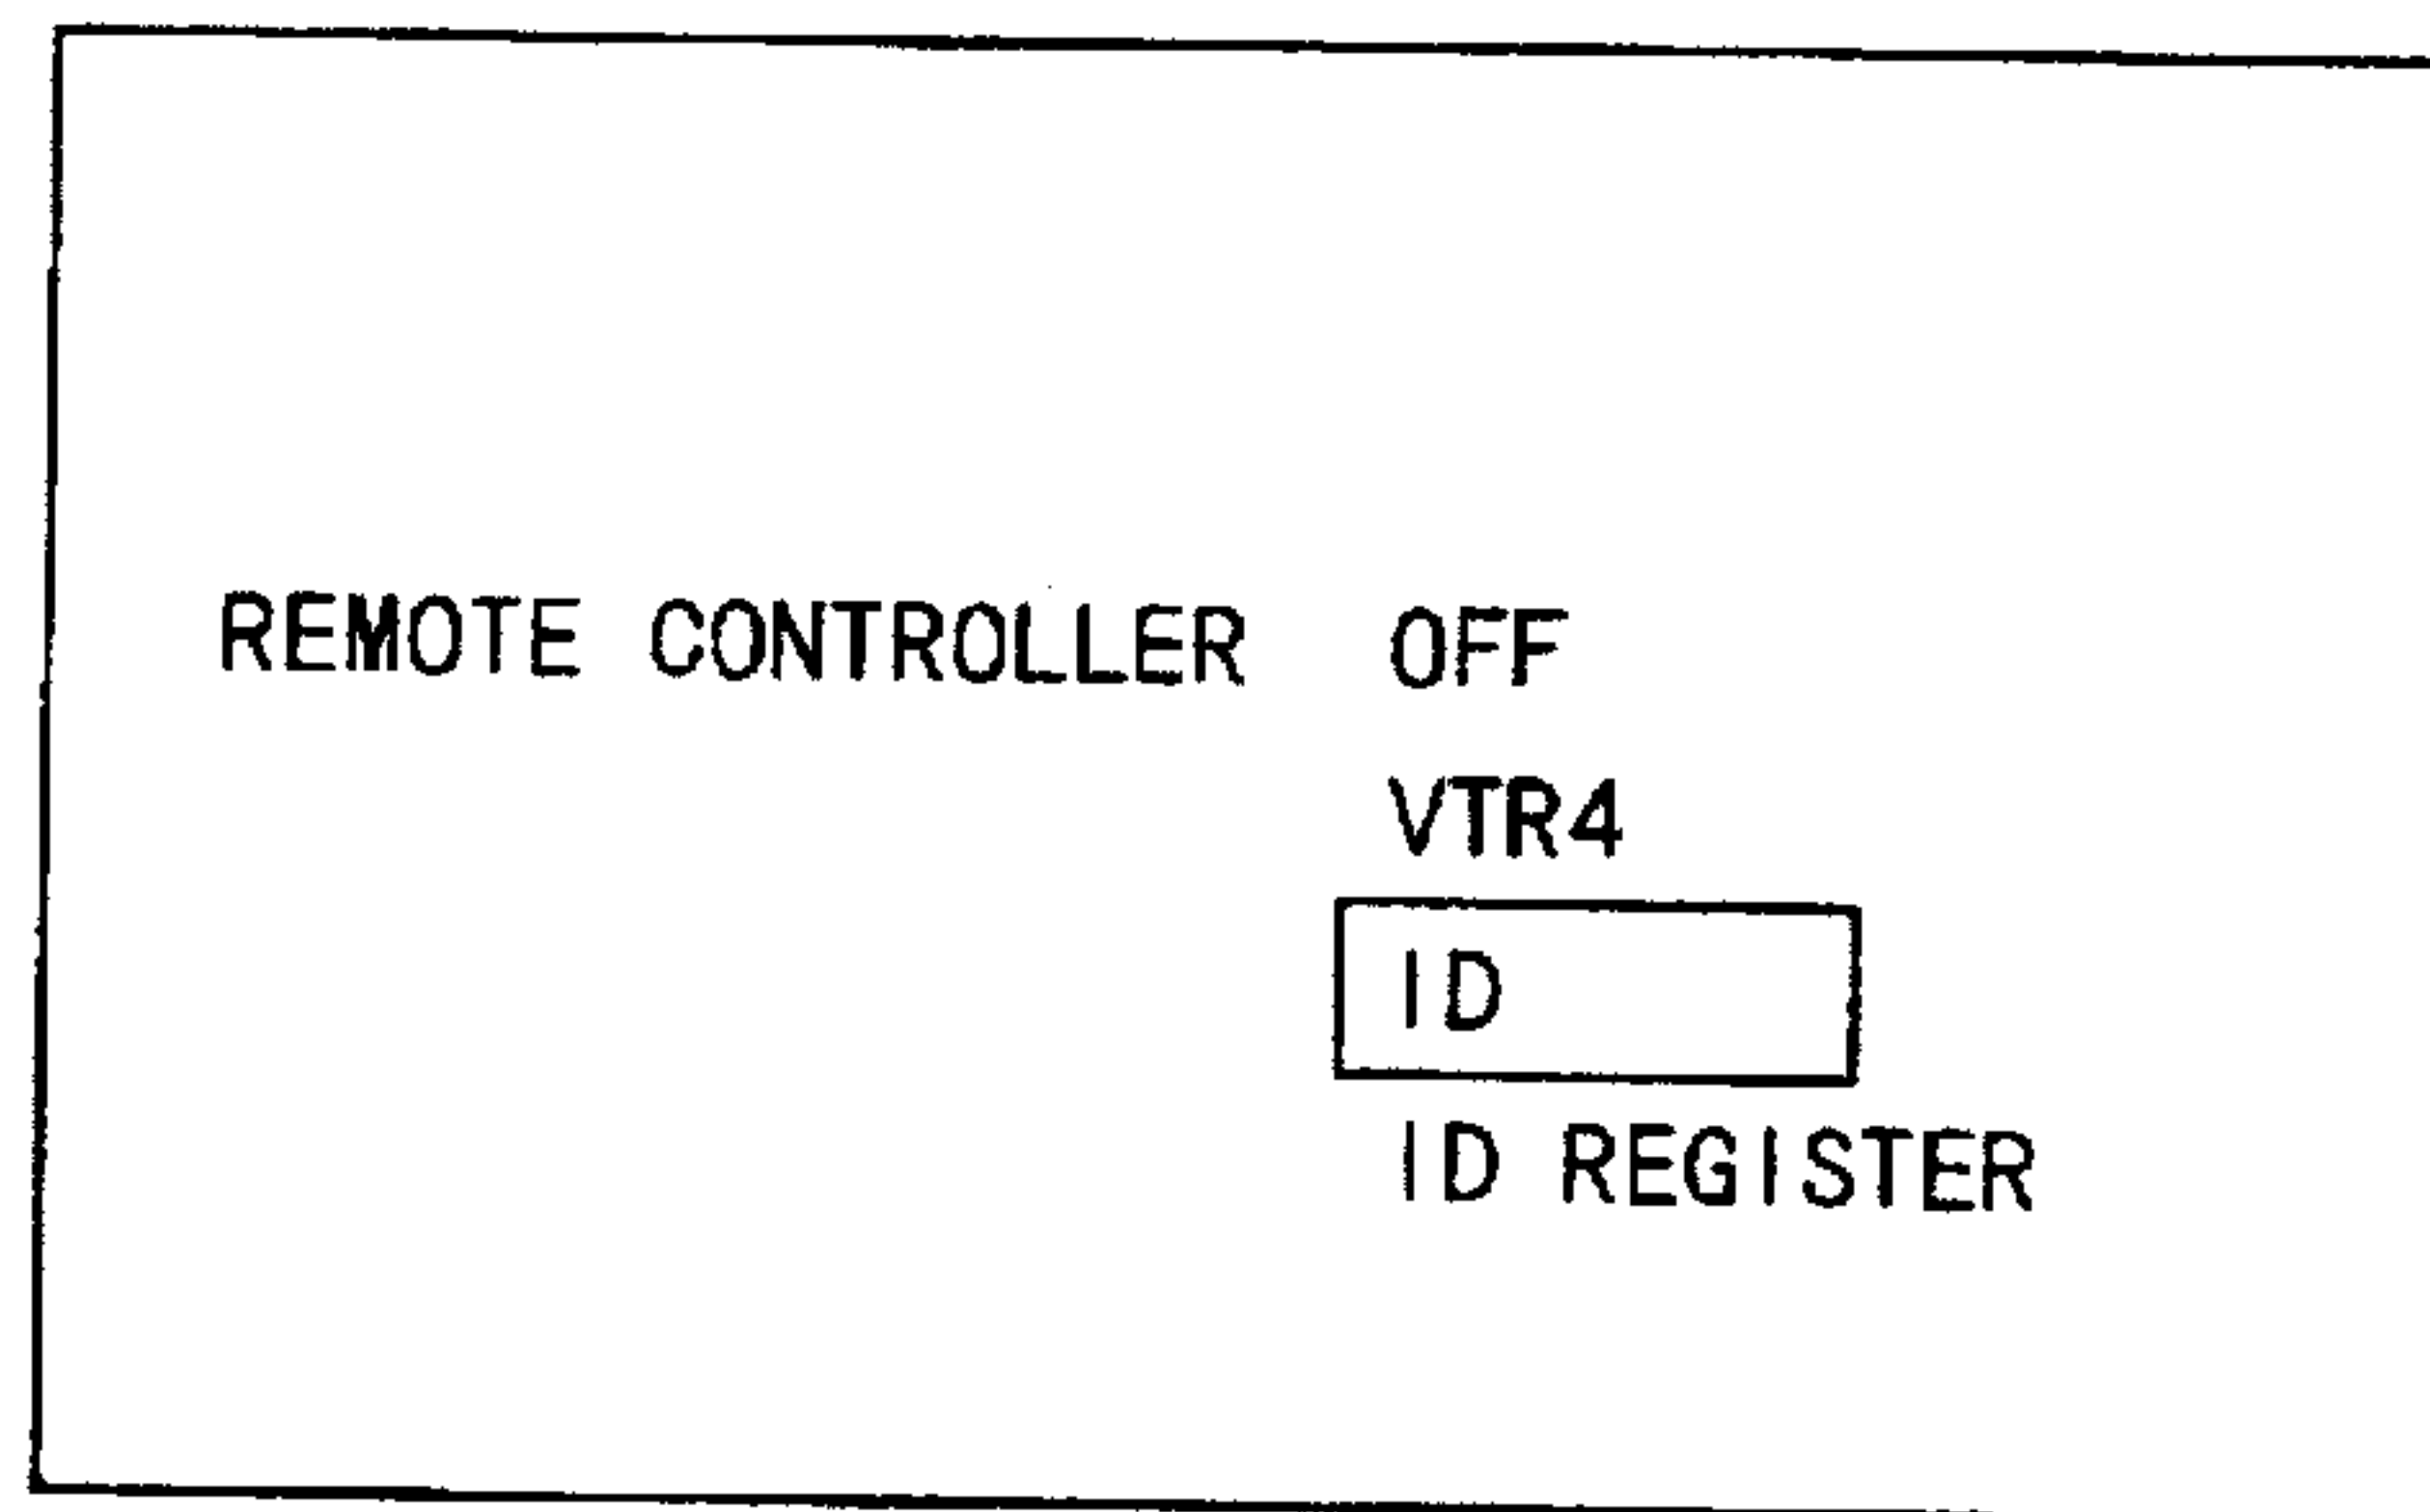 REMOTE CONTROLLER OFF
VTR4
ID
ID REGISTER